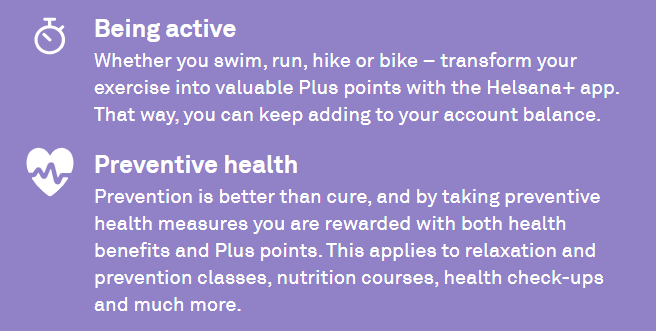 Being active
Whether you swim, run, hike or bike – transform your
exercise into valuable Plus points with the Helsana+ app.
That way, you can keep adding to your account balance.
Preventive health
Prevention is better than cure, and by taking preventive
health measures you are rewarded with both health
benefits and Plus points. This applies to relaxation and
prevention classes, nutrition courses, health check-ups
and much more.